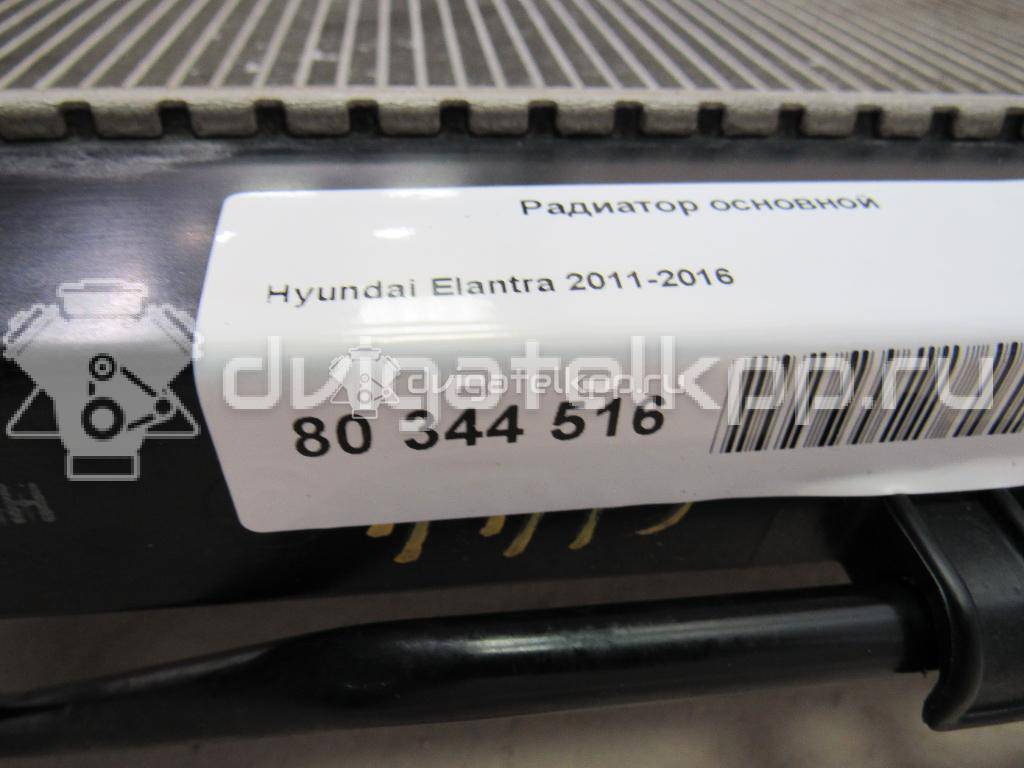 Радиатор основной
Hyundai Elantra 2011-2016
dvigatelkpp.ru
dvigatelkpp.ru
80 344 516